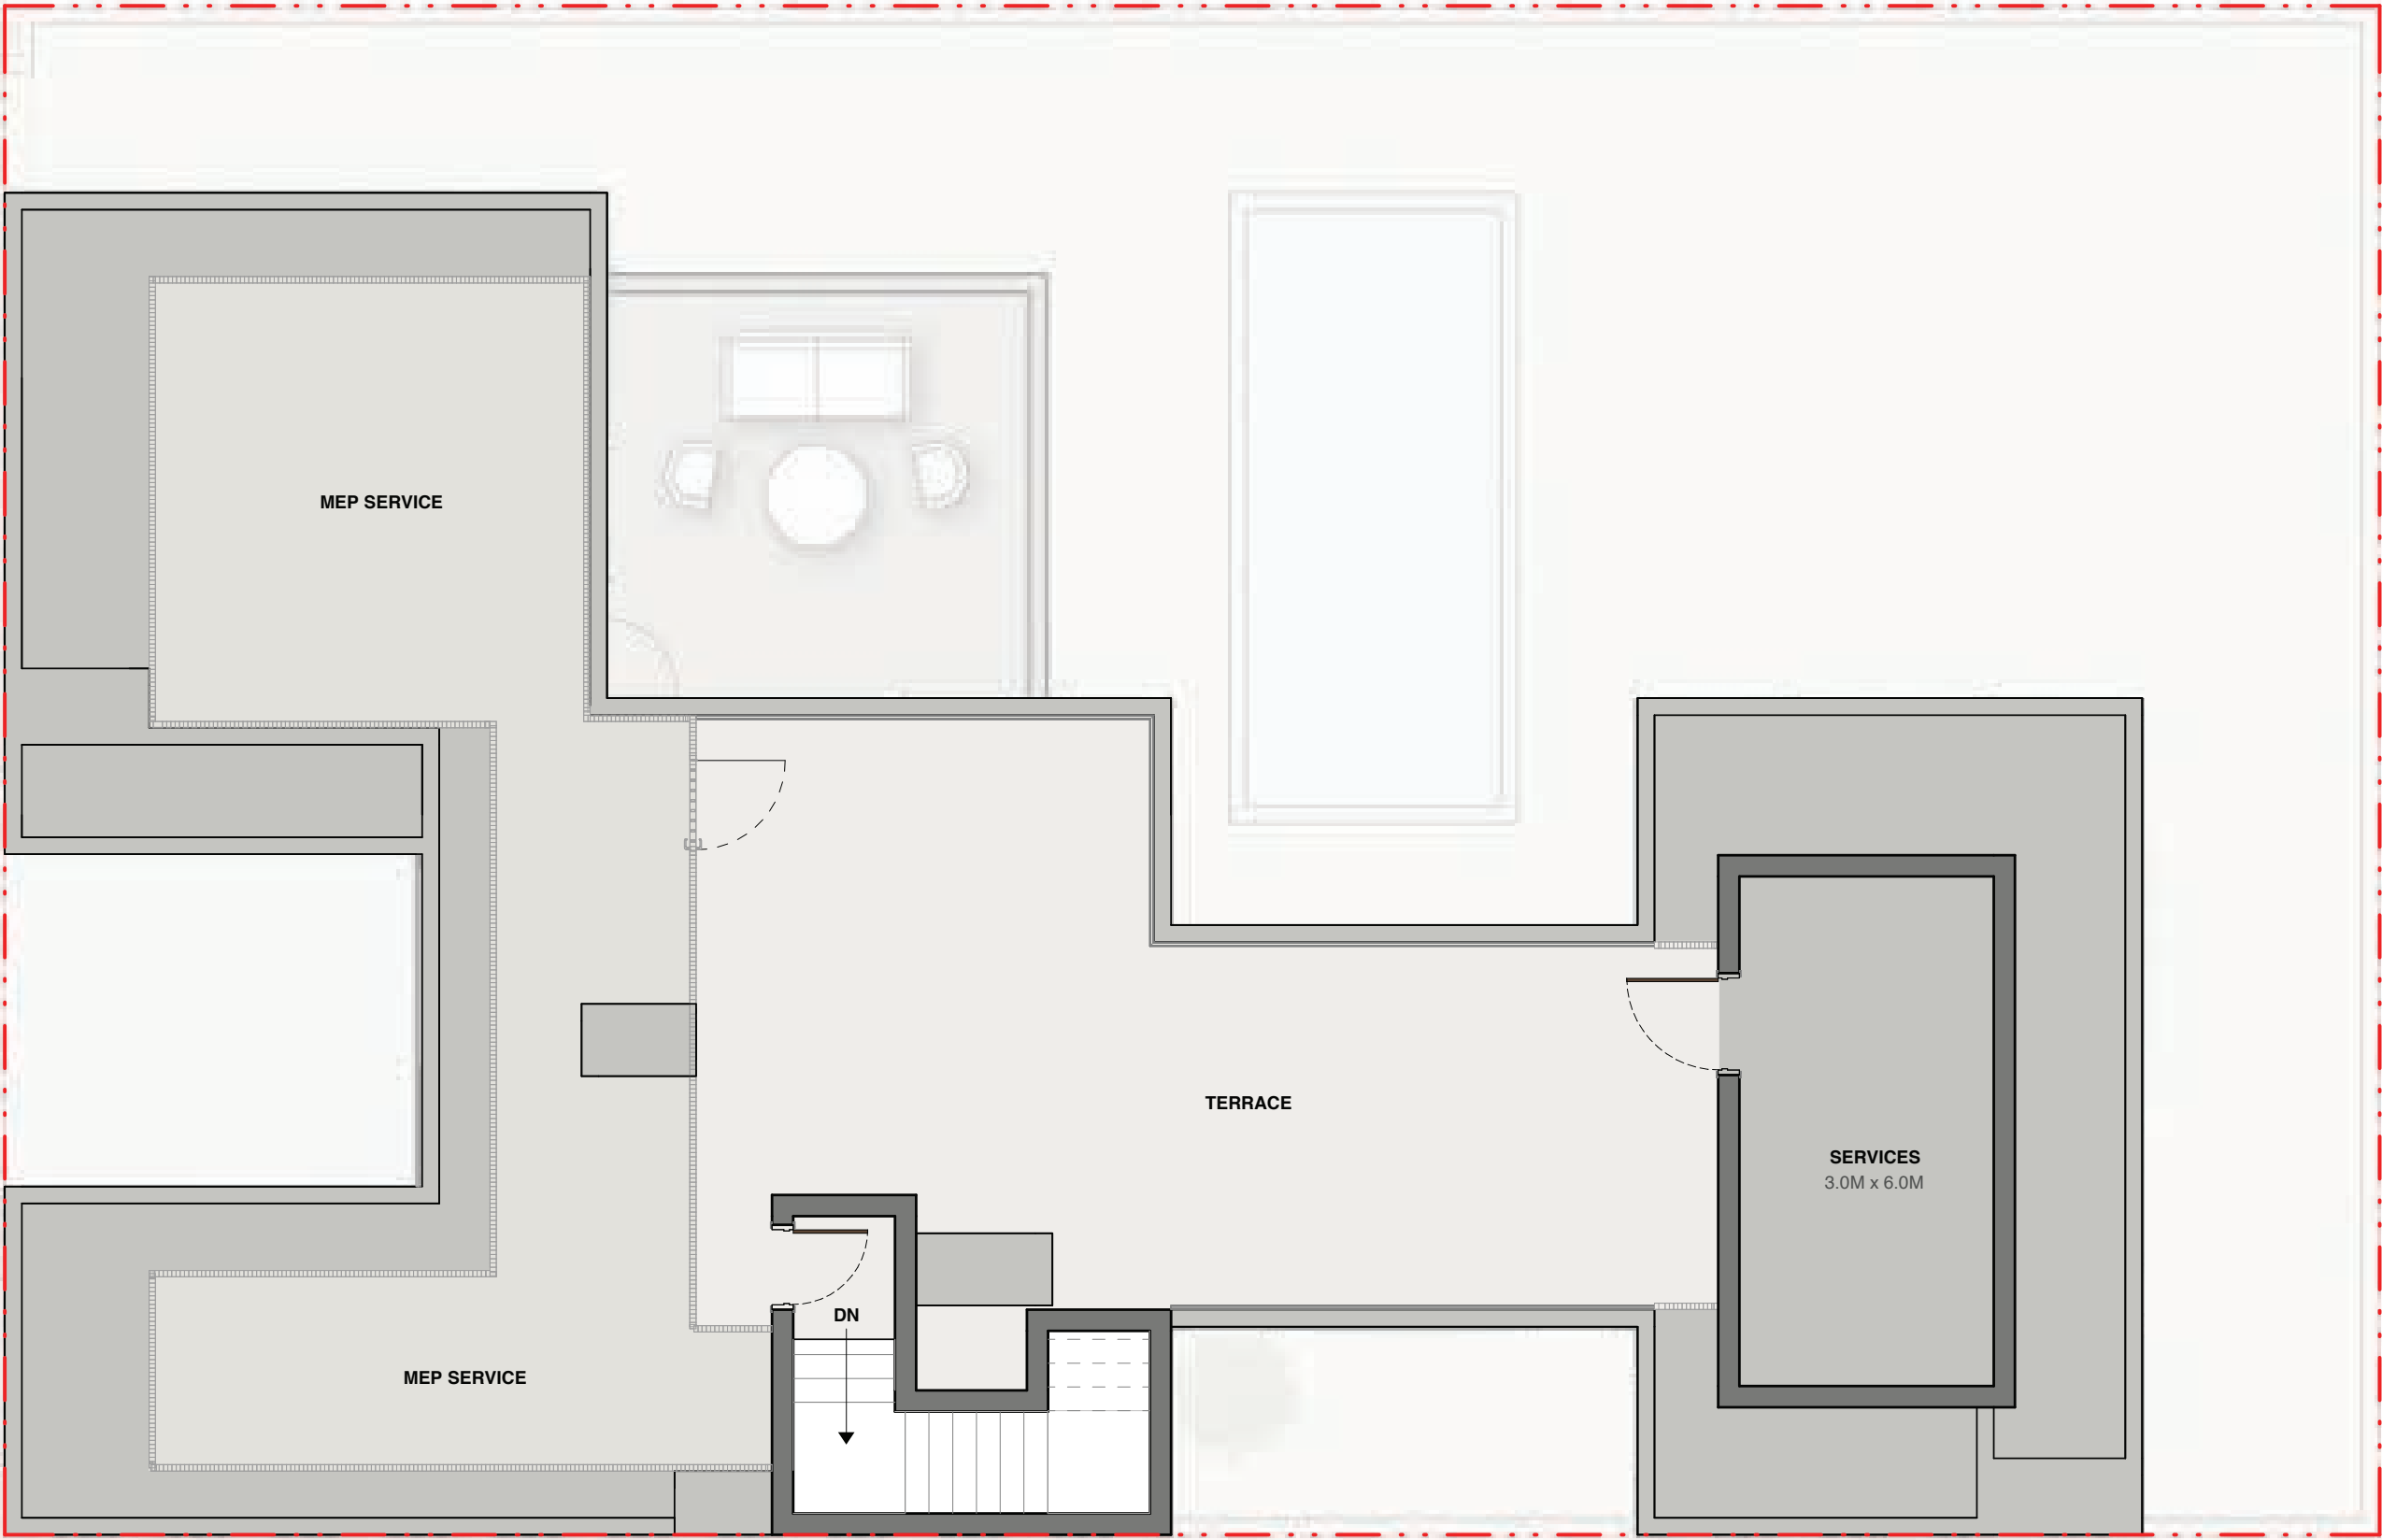 MEP SERVICE
TERRACE
SERVICES
3.0M x 6.0M
DN
MEP SERVICE